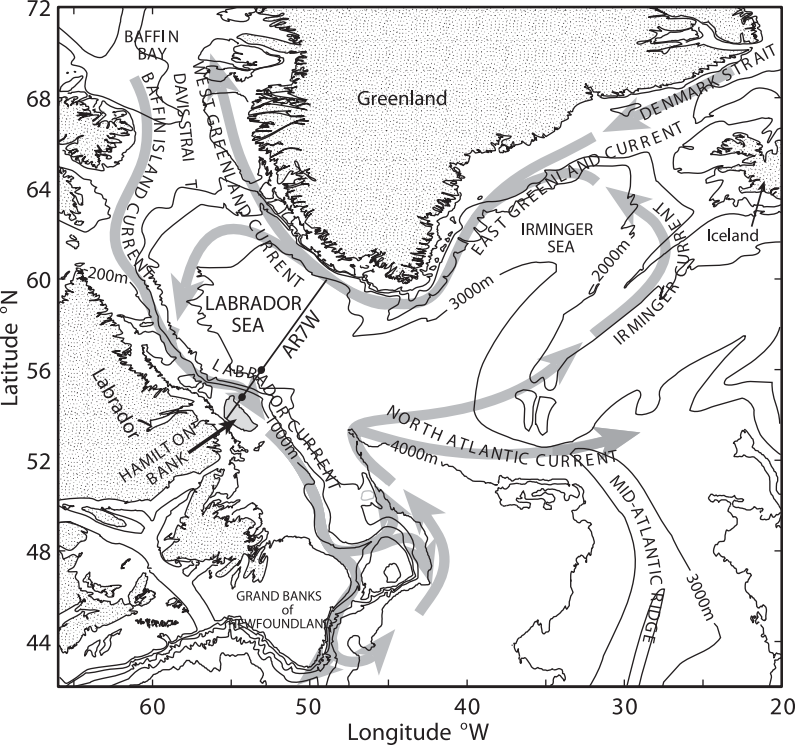 72
68
64
60
56
52
48
44
Latitude °N
60
50
40
30
20
Longitude °W
BAFFIN
BAY
BAFFIN ISLAND CURRENT
DAVIS STRAIT
WEST GREENLAND CURRENT
Greenland
DENMARK STRAIT
EAST GREENLAND CURRENT
Iceland
IRMINGER
SEA
2000m
IRMINGER CURRENT
3000m
200m
LABRADOR
SEA
AR7W
LABRADOR CURRENT
1000m
Labrador
HAMILTON
BANK
NORTH ATLANTIC CURRENT
4000m
MID-ATLANTIC RIDGE
3000m
GRAND BANKS
of
NEWFOUNDLAND